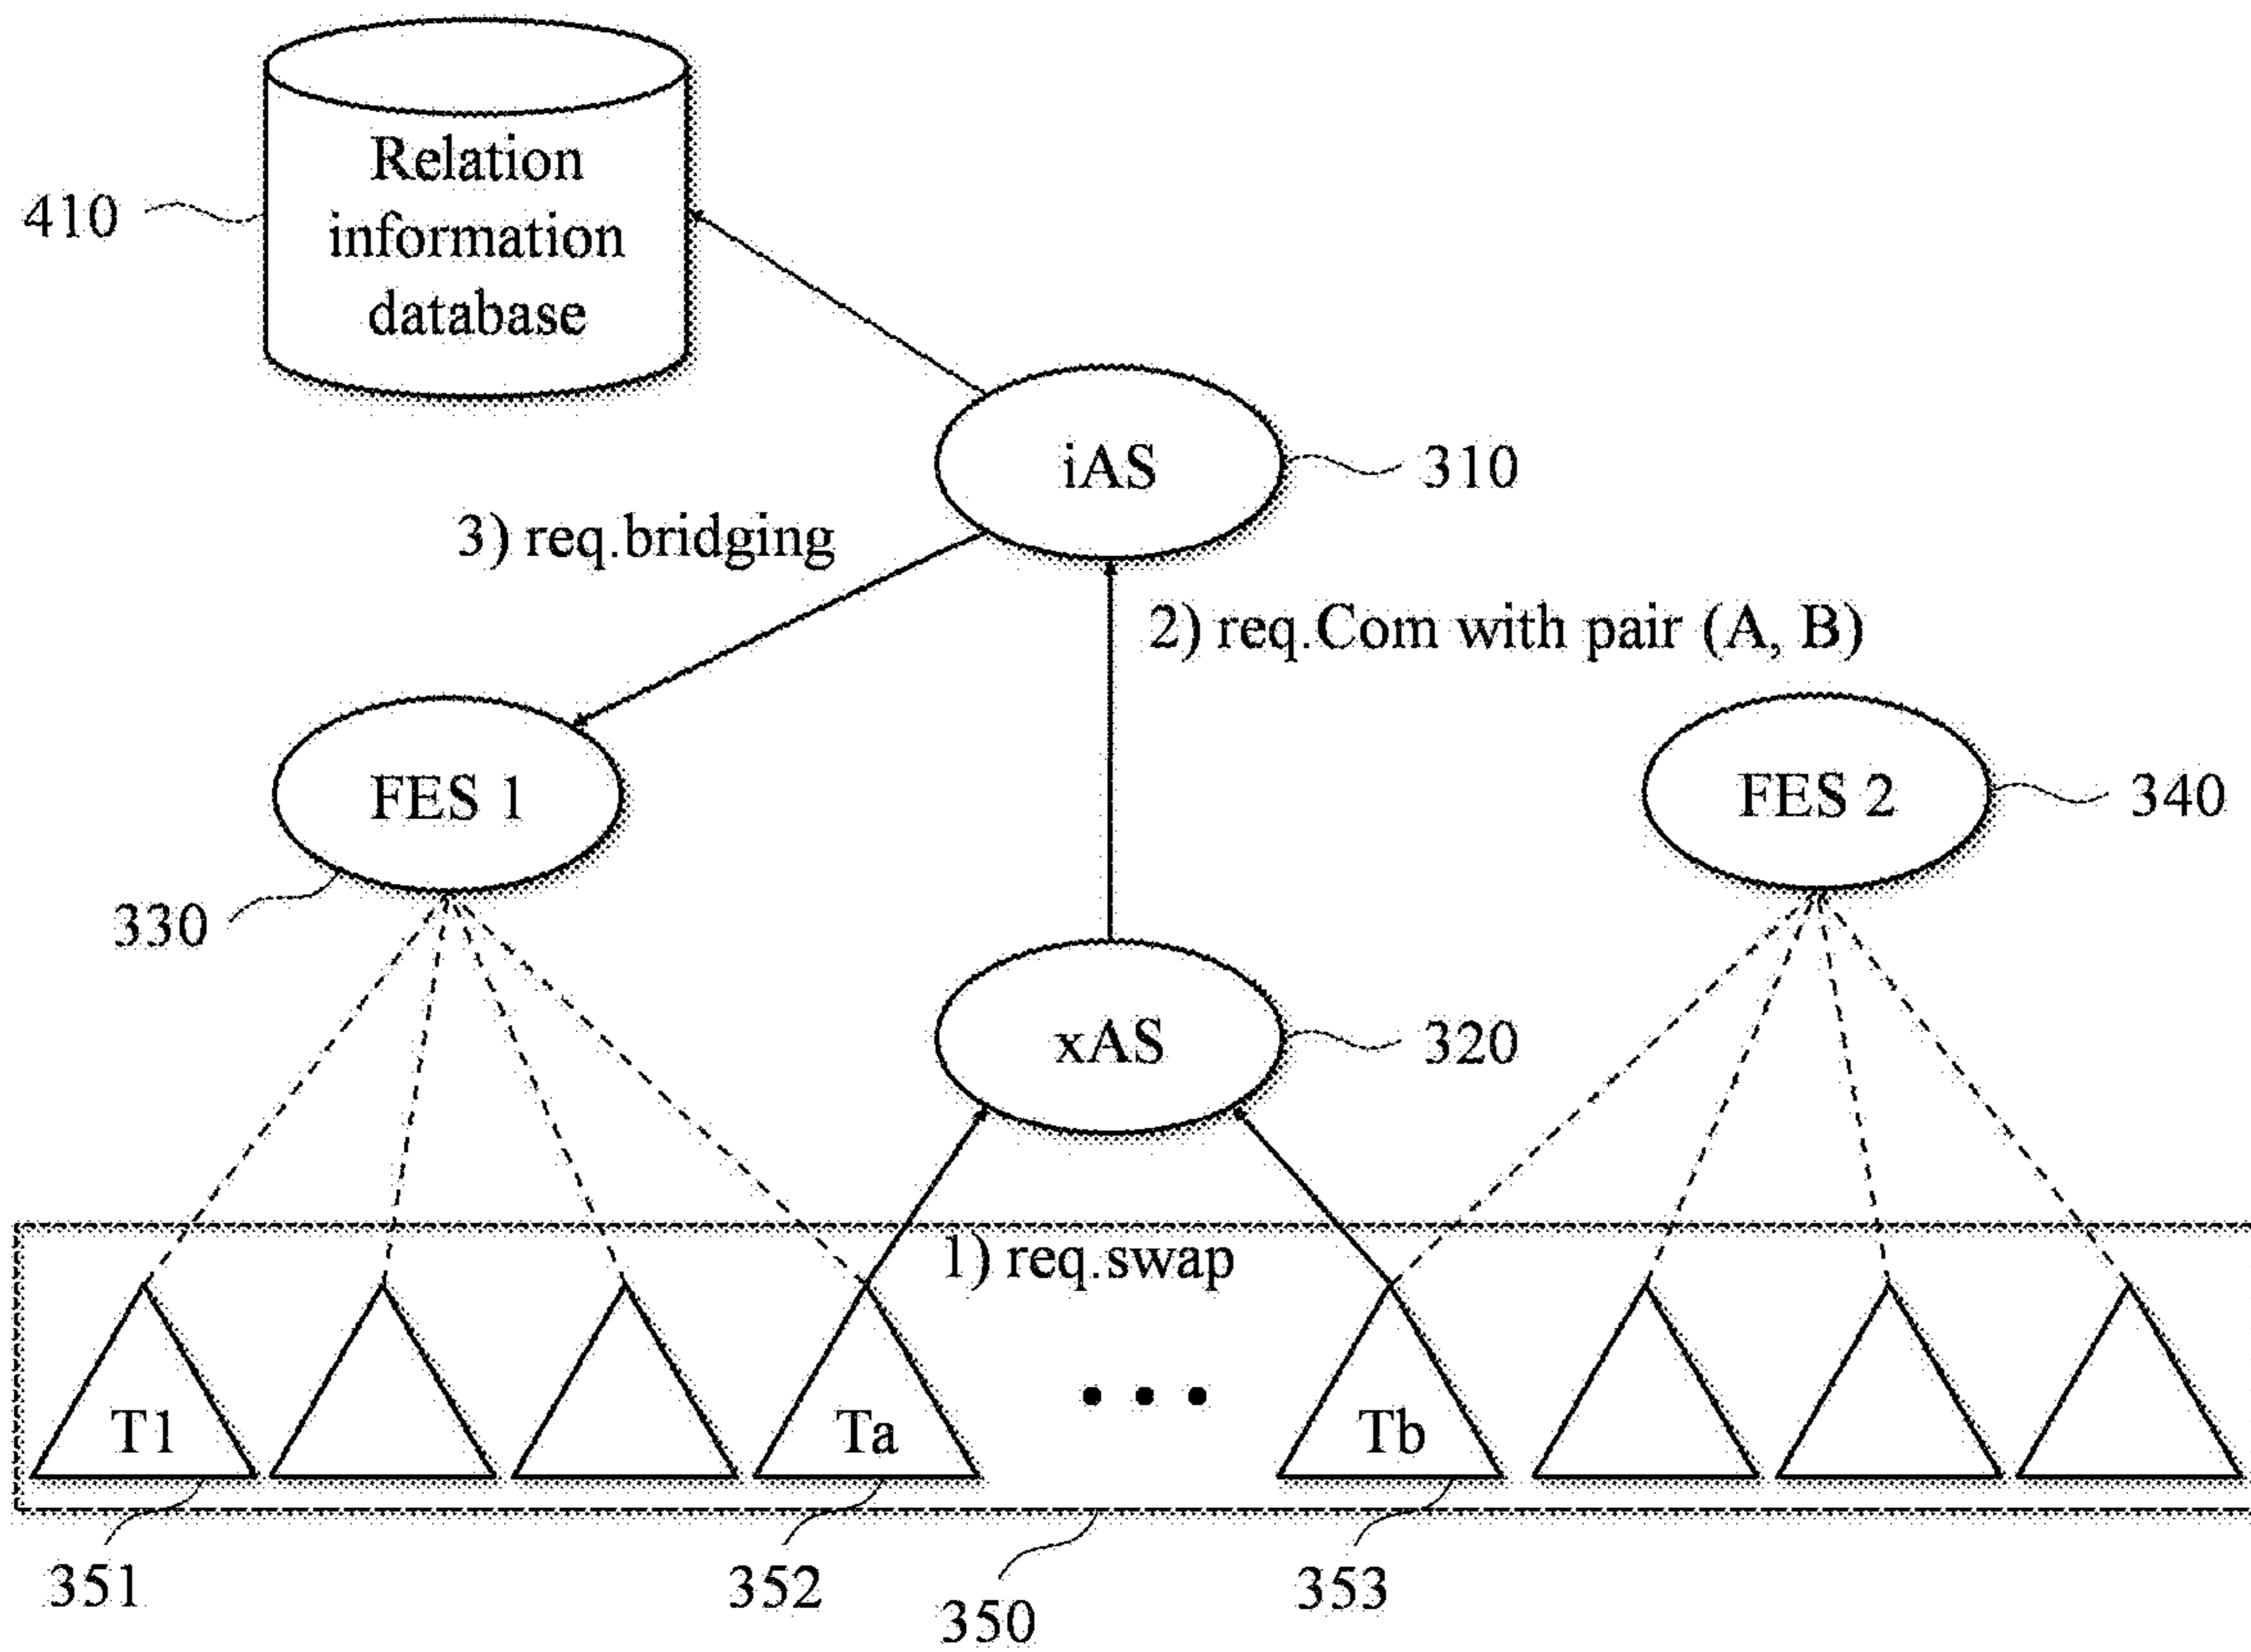 Relation
information
database
410
iAS
310
3) req.bridging
2) req.Com with pair (A, B)
FES 1
FES 2
340
330
xAS
320
1) req.swap
T1
Ta
• • •
Tb
351
352
350
353